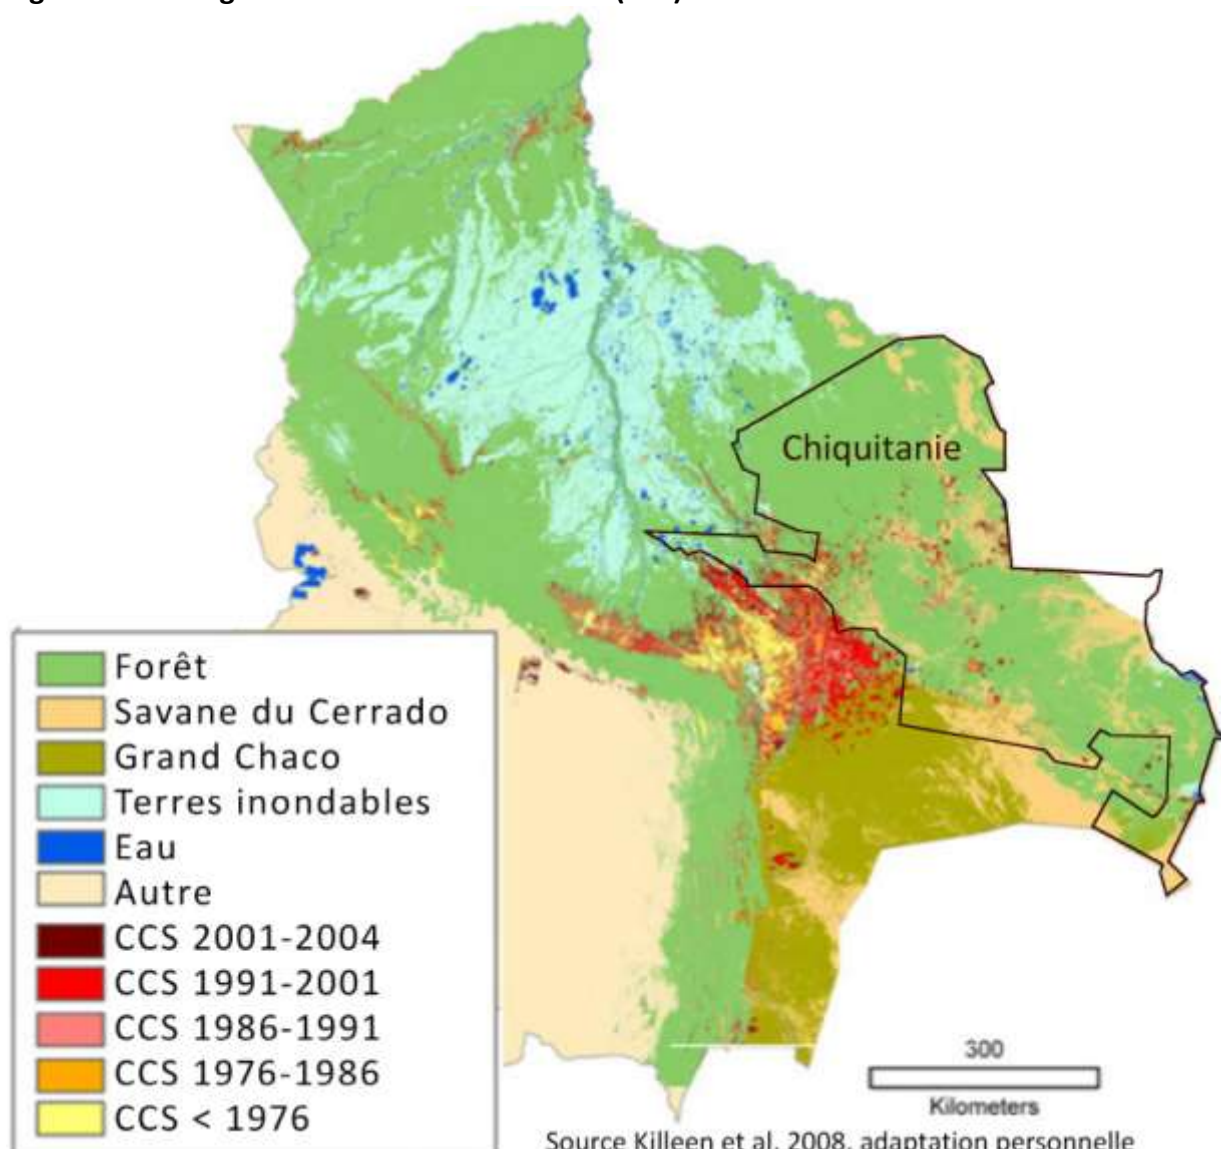 Chiquitanie
Forêt
Savane du Cerrado
Grand Chaco
Terres inondables
Eau
Autre
CCS 2001-2004
CCS 1991-2001
CCS 1986-1991
CCS 1976-1986
CCS < 1976
300
Kilometers
Source Killeen et al. 2008, adaptation personnelle